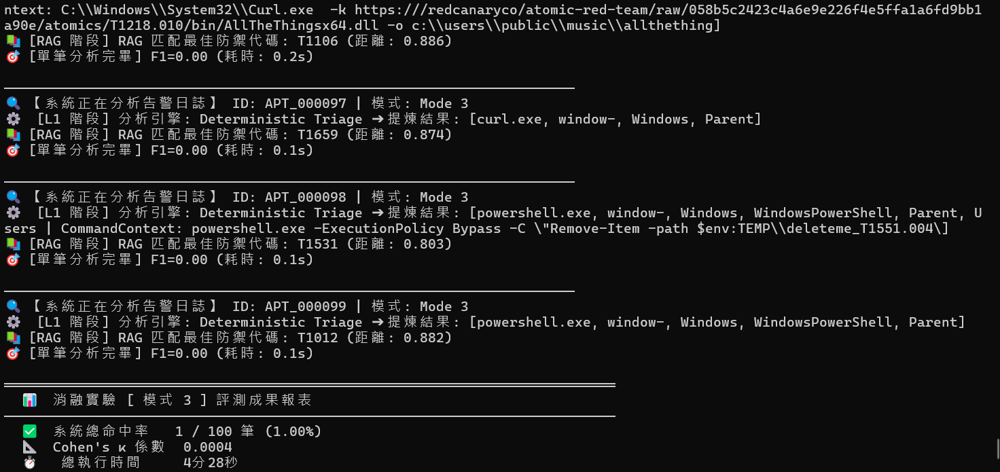 ntext: C:\\Windows\\System32\\Curl.exe  -k https:///redcanaryco/atomic-red-team/raw/058b5c2423c4a6e9e226f4e5ffa1a6fd9bb1
a90e/atomics/T1218.010/bin/AllTheThingsx64.dll -o c:\\users\\public\\music\\allthething]
[RAG 階段] RAG 匹配最佳防禦代碼: T1106 (距離: 0.886)
[單筆分析完畢] F1=0.00 (耗時: 0.2s)
【系統正在分析告警日誌】 ID: APT_000097 | 模式: Mode 3
[L1 階段] 分析引擎: Deterministic Triage ➔提煉結果: [curl.exe, window-, Windows, Parent]
[RAG 階段] RAG 匹配最佳防禦代碼: T1659 (距離: 0.874)
[單筆分析完畢] F1=0.00 (耗時: 0.1s)
【系統正在分析告警日誌】 ID: APT_000098 | 模式: Mode 3
[L1 階段] 分析引擎: Deterministic Triage ➔提煉結果: [powershell.exe, window-, Windows, WindowsPowerShell, Parent, U
sers | CommandContext: powershell.exe -ExecutionPolicy Bypass -C \"Remove-Item -path $env:TEMP\\deleteme_T1551.004\]
[RAG 階段] RAG 匹配最佳防禦代碼: T1531 (距離: 0.803)
[單筆分析完畢] F1=0.00 (耗時: 0.1s)
【系統正在分析告警日誌】 ID: APT_000099 | 模式: Mode 3
[L1 階段] 分析引擎: Deterministic Triage ➔提煉結果: [powershell.exe, window-, Windows, WindowsPowerShell, Parent]
[RAG 階段] RAG 匹配最佳防禦代碼: T1012 (距離: 0.882)
[單筆分析完畢] F1=0.00 (耗時: 0.1s)
消融實驗 [ 模式 3 ] 評測成果報表
系統總命中率   1 / 100 筆 (1.00%)
Cohen's κ 係數  0.0004
總執行時間     4分28秒